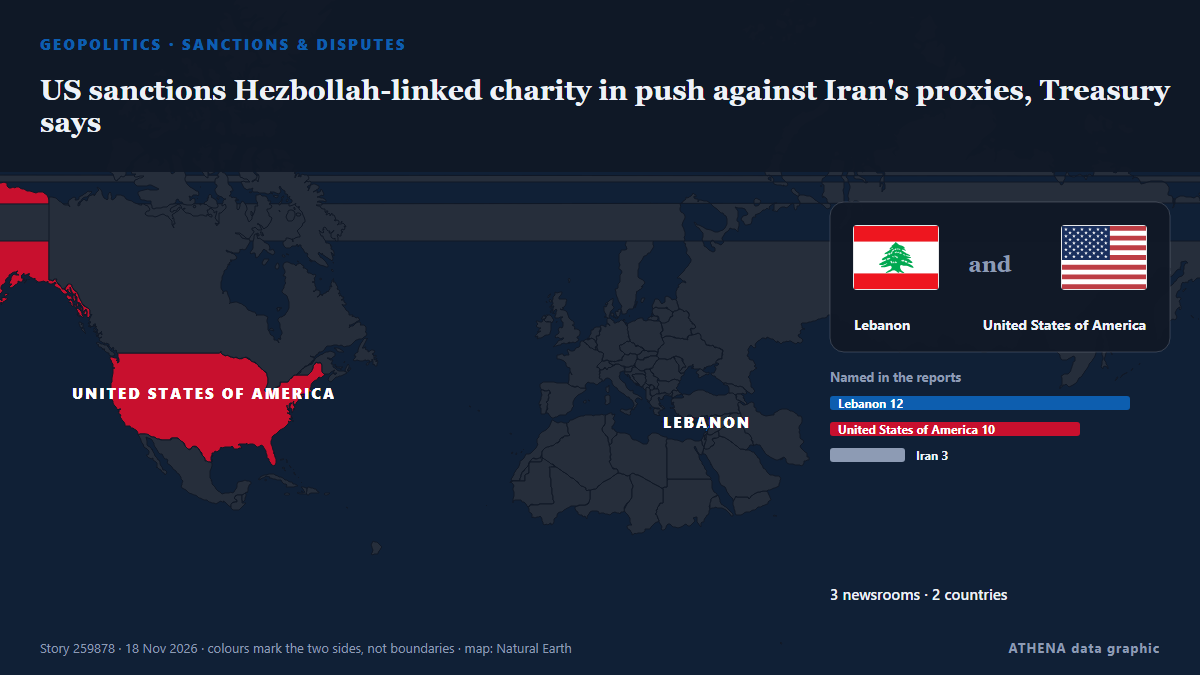 GEOPOLITICS · SANCTIONS & DISPUTES
US sanctions Hezbollah-linked charity in push against Iran's proxies, Treasury
says
and
Lebanon
United States of America
UNITED STATES OF AMERICA
LEBANON
Named in the reports
Lebanon 12
United States of America 10
Iran 3
3 newsrooms · 2 countries
Story 259878 · 18 Nov 2026 · colours mark the two sides, not boundaries · map: Natural Earth
ATHENA data graphic